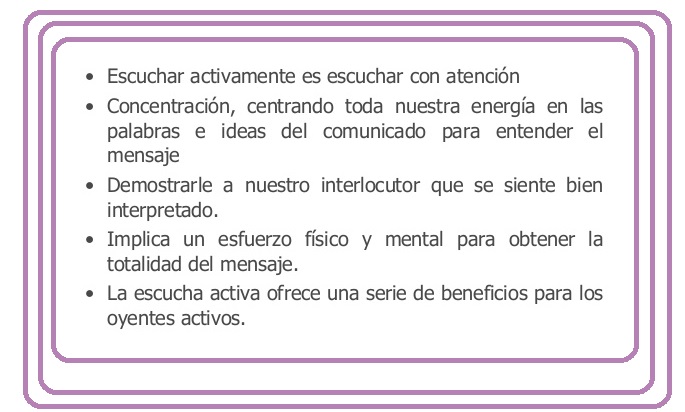 • Escuchar activamente es escuchar con atención
• Concentración, centrando toda nuestra energía en las
palabras e ideas del comunicado para entender el
mensaje
• Demostrarle a nuestro interlocutor que se siente bien
interpretado.
• Implica un esfuerzo físico y mental para obtener la
totalidad del mensaje.
• La escucha activa ofrece una serie de beneficios para los
oyentes activos.